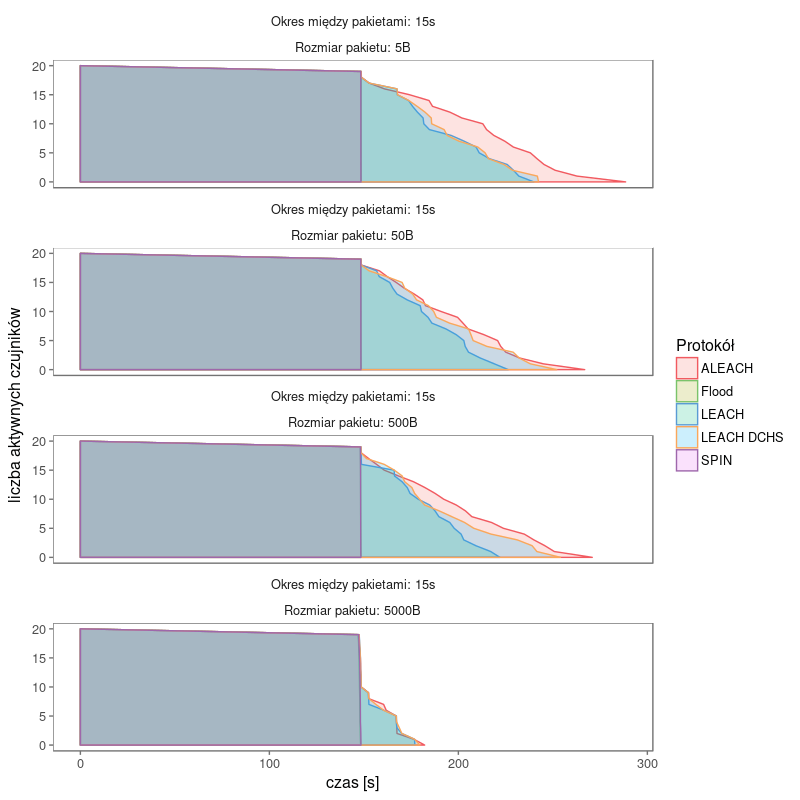 Okres między pakietami: 15s
Rozmiar pakietu: 5B
20
15
10
5
0
Okres między pakietami: 15s
Rozmiar pakietu: 50B
20
15
10
5
0
Okres między pakietami: 15s
Rozmiar pakietu: 500B
20
15
10
5
0
Okres między pakietami: 15s
Rozmiar pakietu: 5000B
20
15
10
5
0
0 100 200 300
czas [s]
liczba aktywnych czujników
Protokół
ALEACH
Flood
LEACH
LEACH DCHS
SPIN